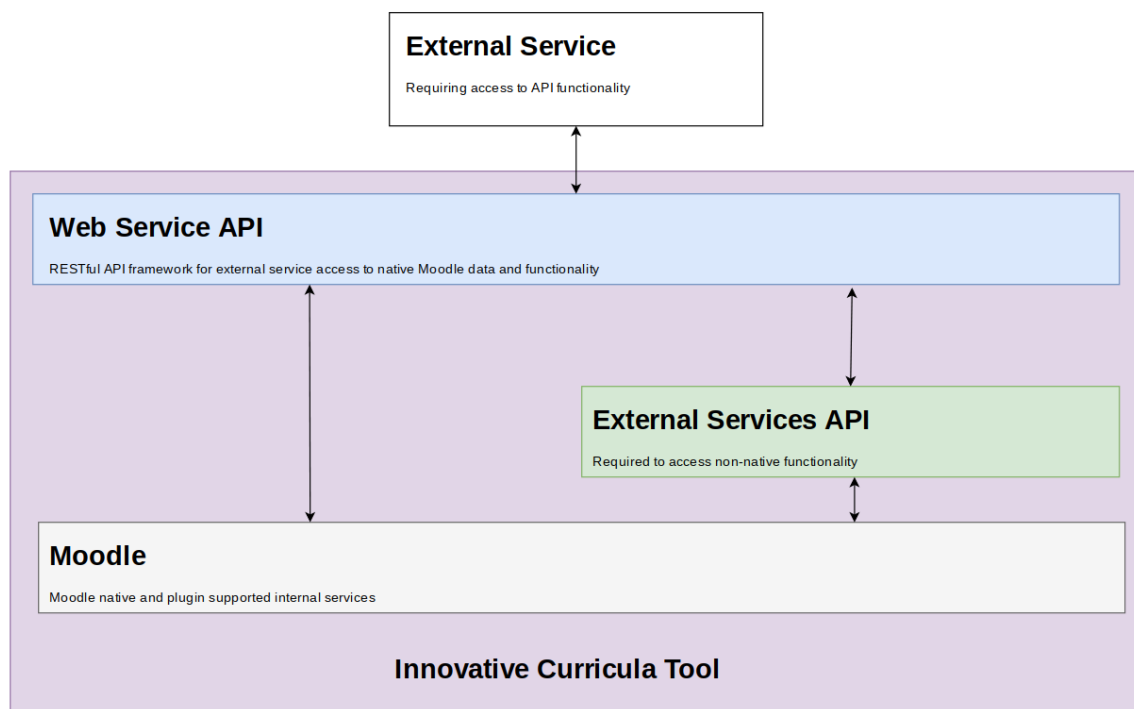 External Service
Requiring access to API functionality
Web Service API
RESTful API framework for external service access to native Moodle data and functionality
External Services API
Required to access non-native functionality
Moodle
Moodle native and plugin supported internal services
Innovative Curricula Tool